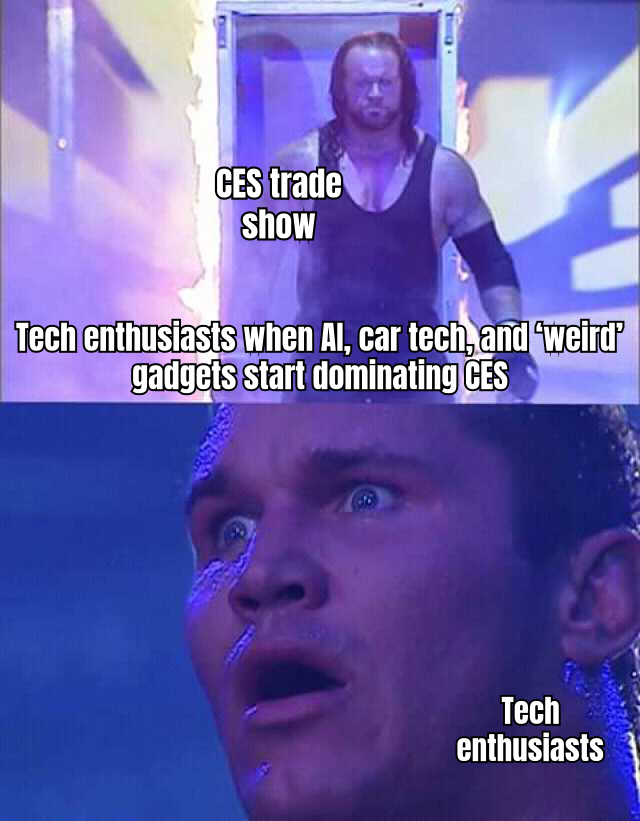 CES trade
show
Tech enthusiasts when AI, car tech, and ‘weird’
gadgets start dominating CES
Tech
enthusiasts